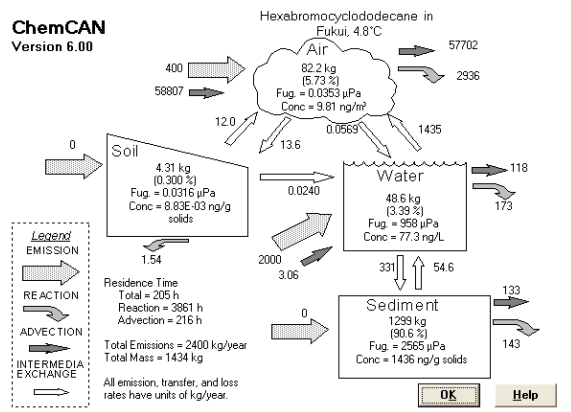 ChemCAN
Version 6.00
Hexabromocyclododecane in
Fukui, 4.8°C
Air
82.2 kg
(5.73 %)
Fug. = 0.0353 µPa
Conc = 9.81 ng/m³
400
58807
57702
2936
12.0
13.6
0.0569
1435
0
Soil
4.31 kg
(0.300 %)
Fug. = 0.0316 µPa
Conc = 8.83E-03 ng/g
solids
1.54
0.0240
Water
48.6 kg
(3.39 %)
Fug. = 958 µPa
Conc = 77.3 ng/L
118
173
2000
3.06
331
54.6
Legend
EMISSION
REACTION
ADVECTION
INTERMEDIA
EXCHANGE
Residence Time
Total = 205 h
Reaction = 3861 h
Advection = 216 h
Total Emissions = 2400 kg/year
Total Mass = 1434 kg
All emission, transfer, and loss
rates have units of kg/year.
0
Sediment
1299 kg
(90.6 %)
Fug. = 2565 µPa
Conc = 1436 ng/g solids
133
143
OK
Help